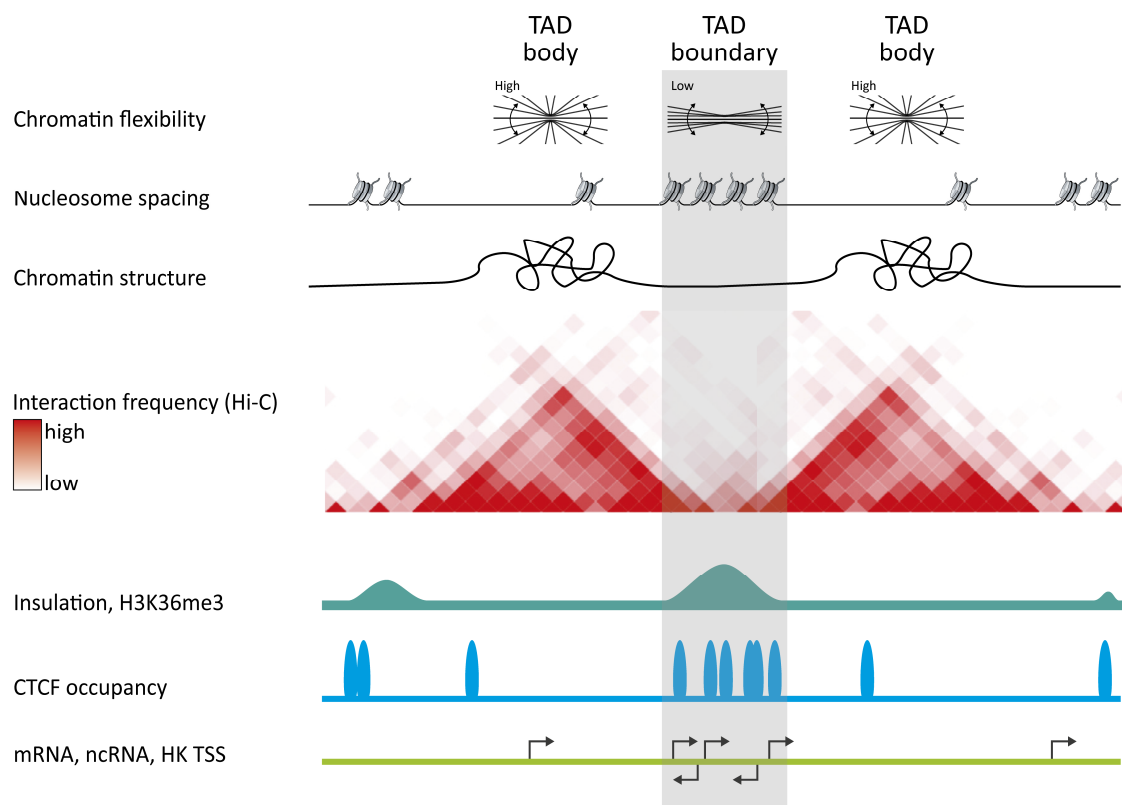 TAD
body
TAD
boundary
TAD
body
High
Low
High
Chromatin flexibility
Nucleosome spacing
Chromatin structure
Interaction frequency (Hi-C)
high
low
Insulation, H3K36me3
CTCF occupancy
mRNA, ncRNA, HK TSS